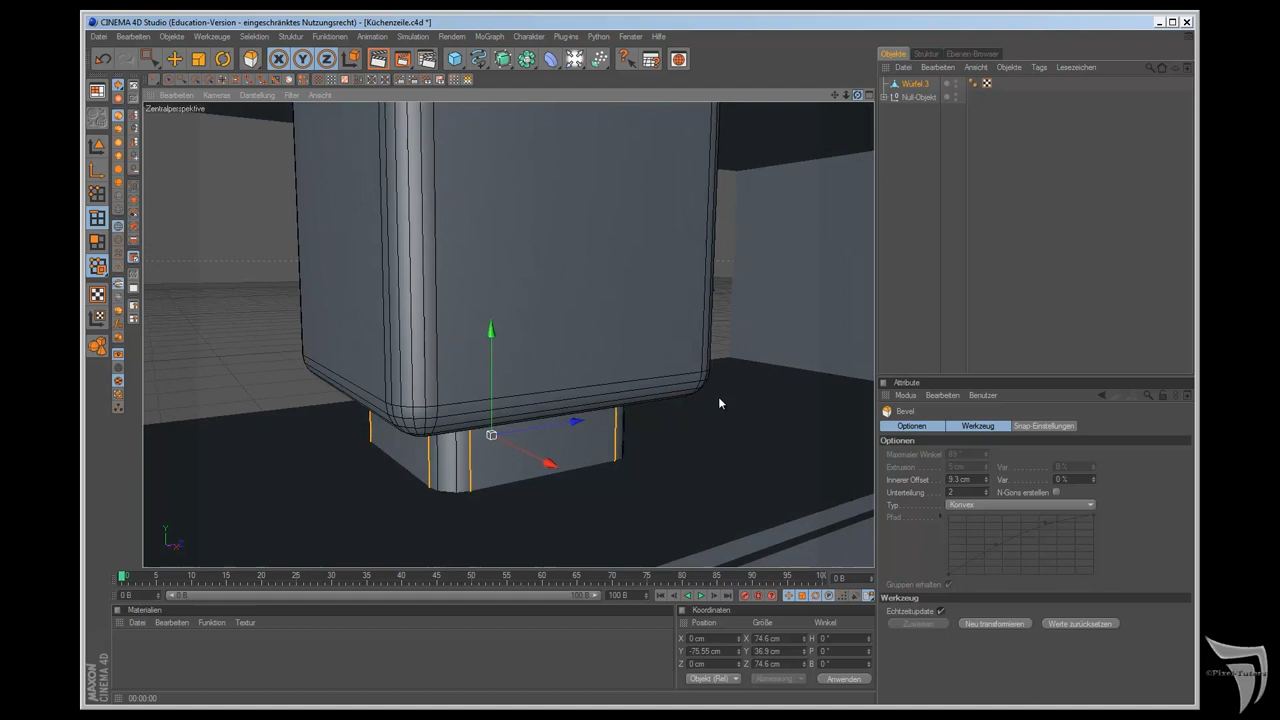 CINEMA 4D Studio (Education-Version - eingeschränktes Nutzungsrecht) - [Küchenzeile.c4d *]
Datei Bearbeiten Objekte Werkzeuge Selektion Struktur Funktionen Animation Simulation Rendern MoGraph Charakter Plug-ins Python Fenster Hilfe
Objekte Struktur Ebenen-Browser
Datei Bearbeiten Ansicht Objekte Tags Lesezeichen
Würfel.3
Null-Objekt
Bearbeiten Kameras Darstellung Filter Ansicht
Zentralperspektive
Attribute
Modus Bearbeiten Benutzer
Bevel
Optionen Werkzeug Snap-Einstellungen
Optionen
Maximaler Winkel 89 °
Extrusion 5 cm Var. 0 %
Innerer Offset 9.3 cm Var. 0 %
Unterteilung 2 N-Gons erstellen
Typ Konvex
Pfad
Gruppen erhalten
Werkzeug
Echtzeitupdate
Zuweisen Neu transformieren Werte zurücksetzen
Y
X
0 5 10 15 20 25 30 35 40 45 50 55 60 65 70 75 80 85 90 95 100 0 B
0 B 0 B 100 B 100 B
Materialien
Datei Bearbeiten Funktion Textur
Koordinaten
Position Größe Winkel
X 0 cm X 74.6 cm H 0 °
Y -75.55 cm Y 36.9 cm P 0 °
Z 0 cm Z 74.6 cm B 0 °
Objekt (Rel) Abmessung Anwenden
MAXON CINEMA 4D
00:00:00